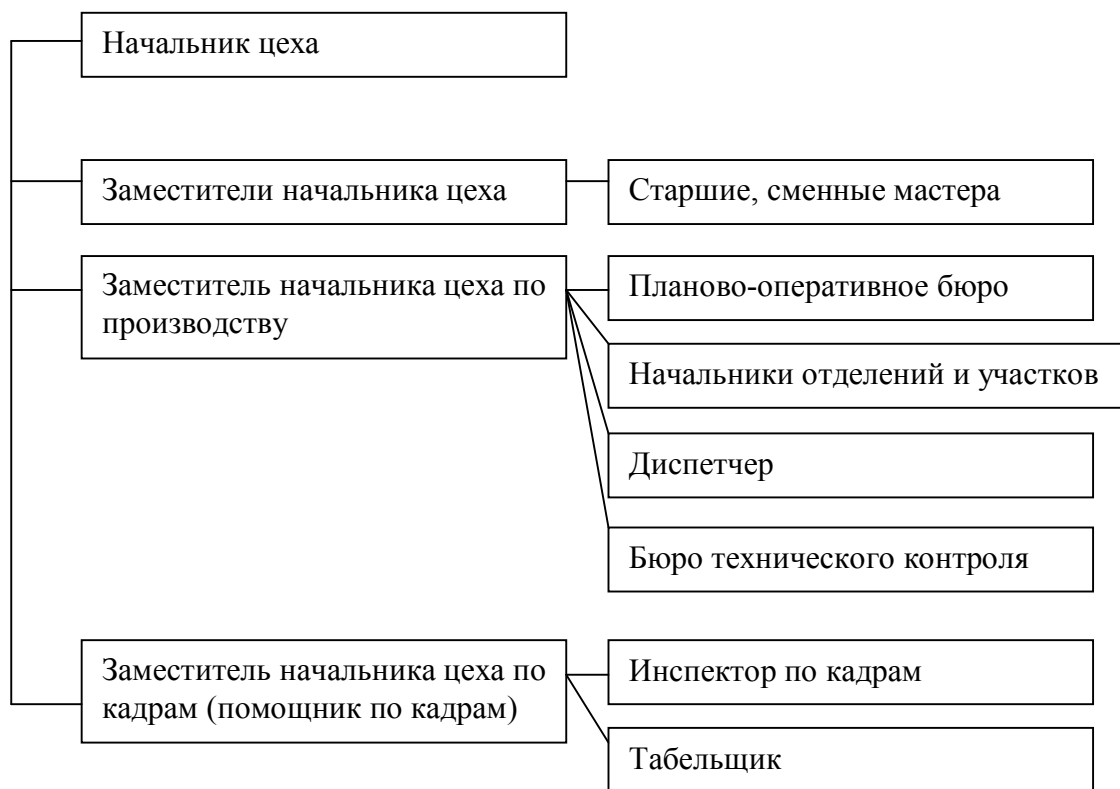 Начальник цеха
Заместители начальника цеха
Старшие, сменные мастера
Заместитель начальника цеха по
производству
Планово-оперативное бюро
Начальники отделений и участков
Диспетчер
Бюро технического контроля
Заместитель начальника цеха по
кадрам (помощник по кадрам)
Инспектор по кадрам
Табельщик